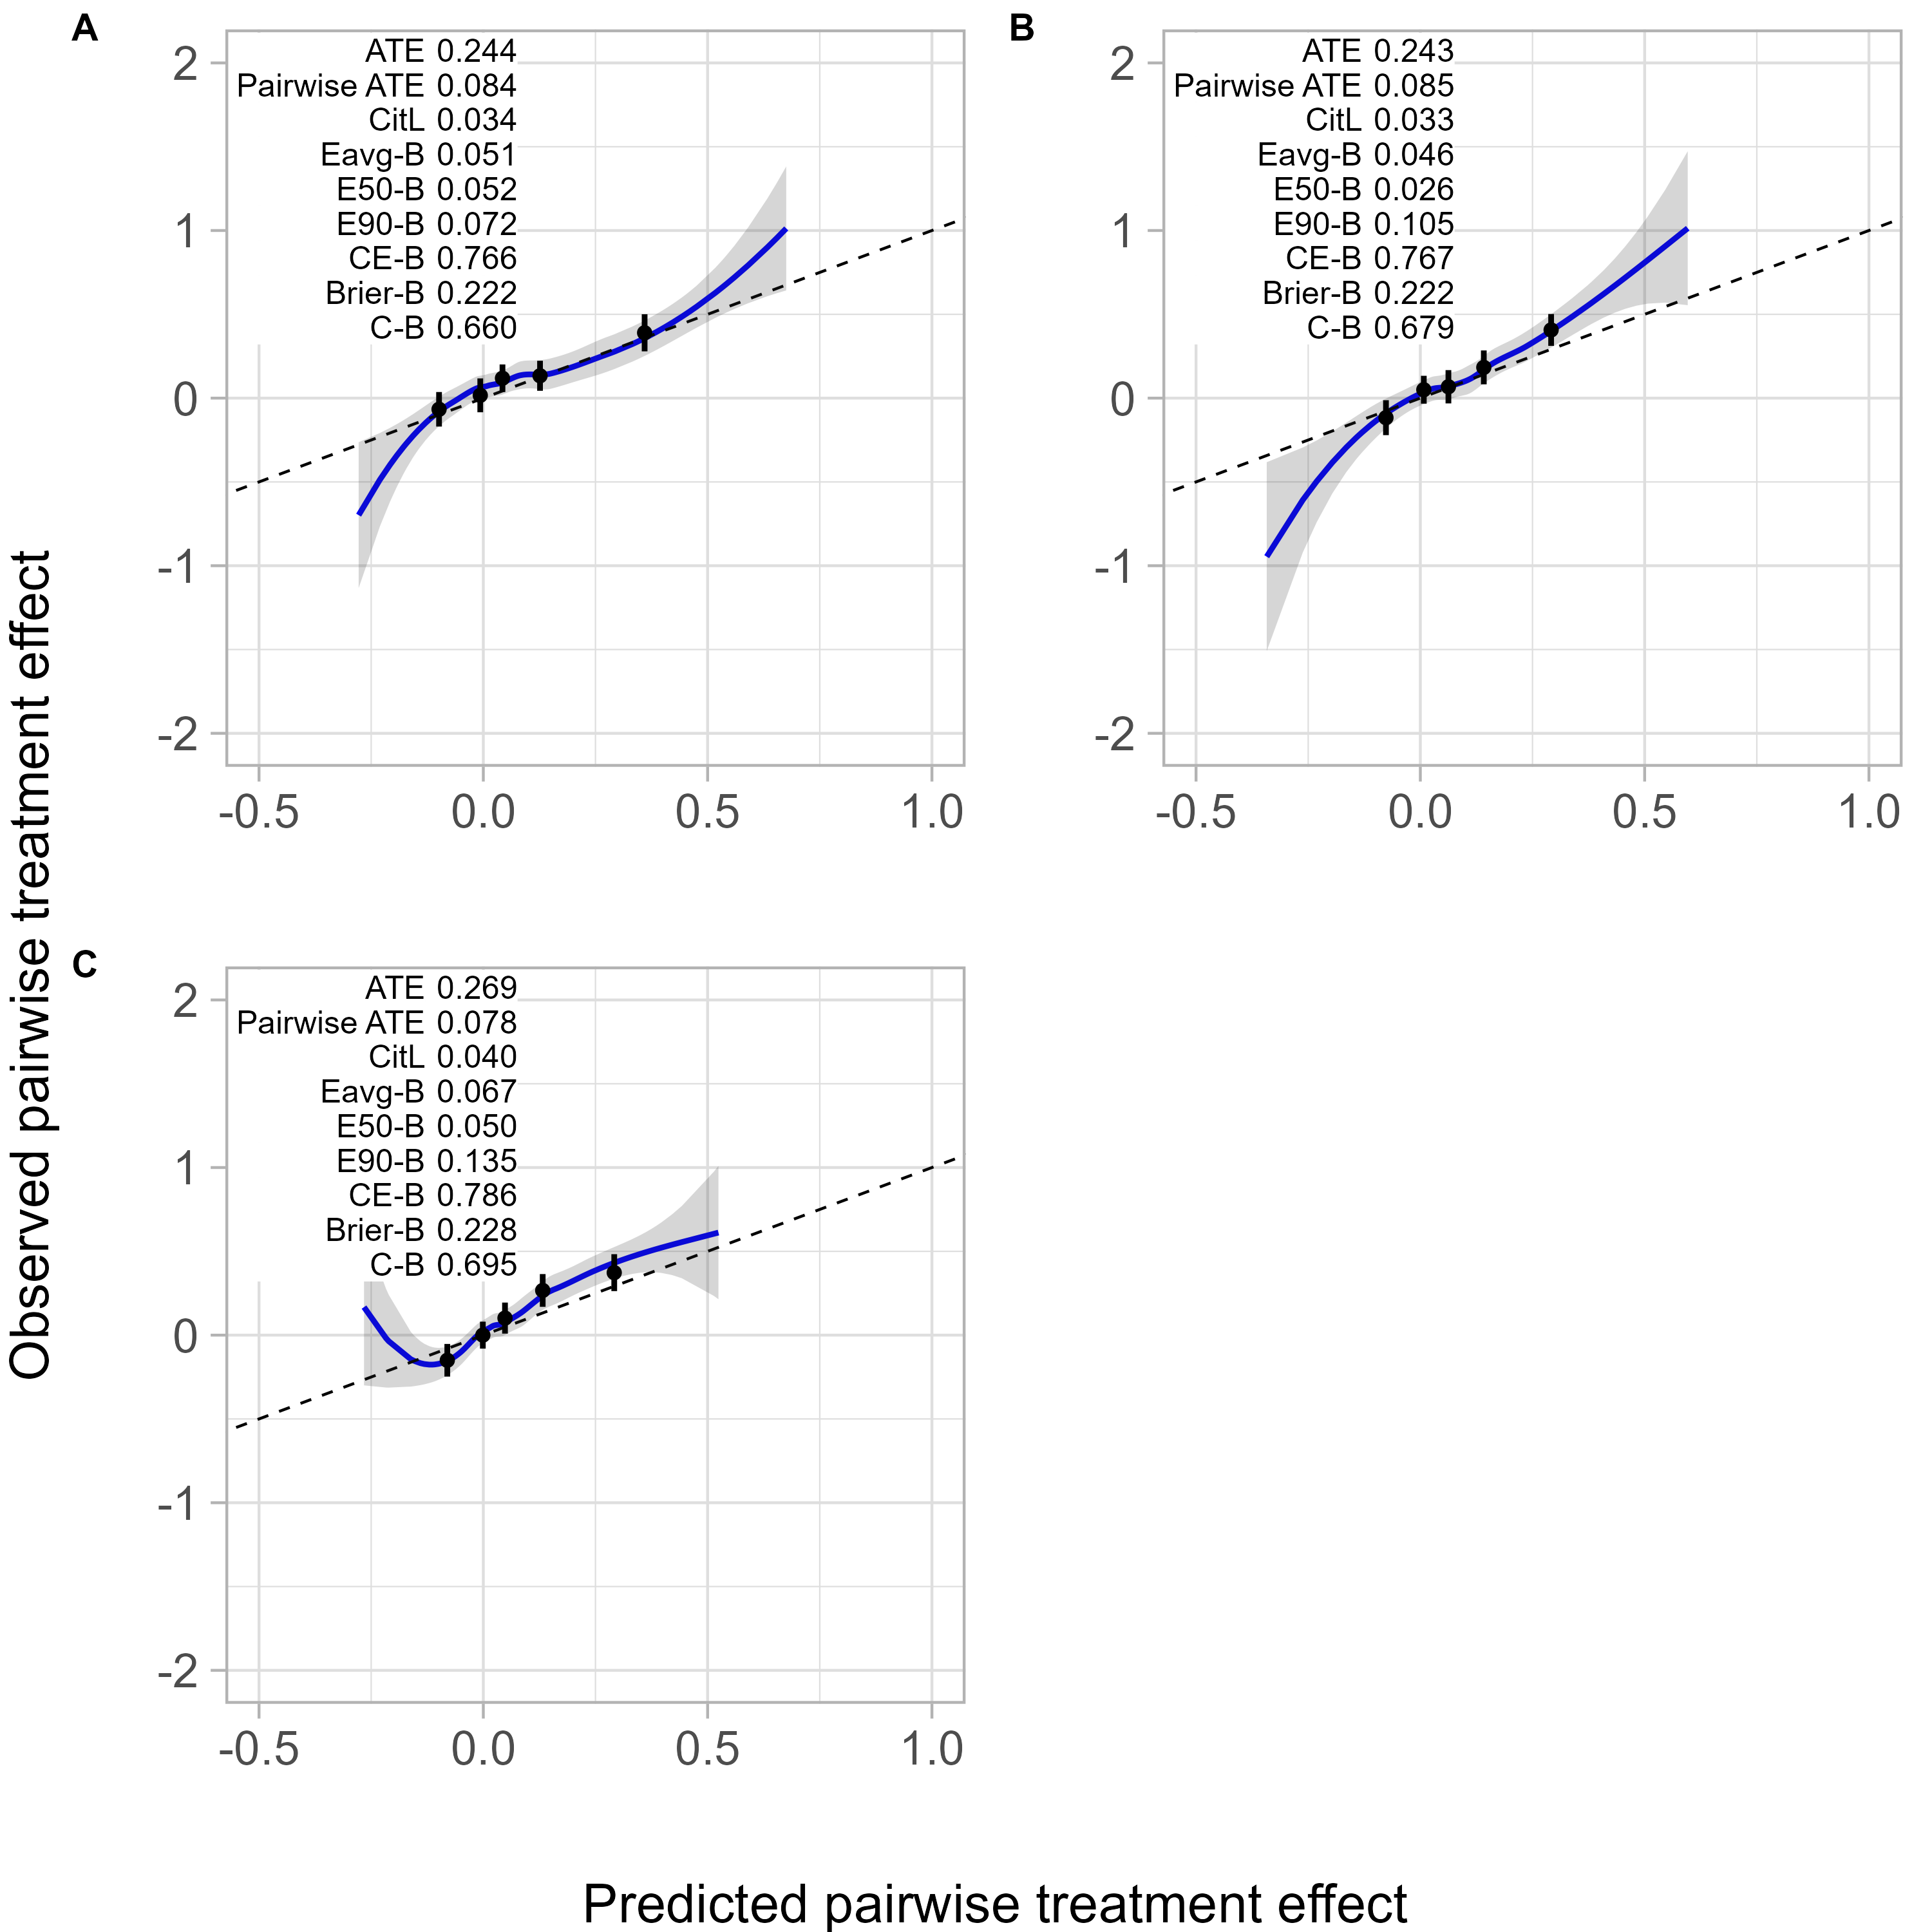 A
ATE 0.244
Pairwise ATE 0.084
CitL 0.034
Eavg-B 0.051
E50-B 0.052
E90-B 0.072
CE-B 0.766
Brier-B 0.222
C-B 0.660
2
1
0
-1
-2
-0.5 0.0 0.5 1.0
B
ATE 0.243
Pairwise ATE 0.085
CitL 0.033
Eavg-B 0.046
E50-B 0.026
E90-B 0.105
CE-B 0.767
Brier-B 0.222
C-B 0.679
2
1
0
-1
-2
-0.5 0.0 0.5 1.0
C
ATE 0.269
Pairwise ATE 0.078
CitL 0.040
Eavg-B 0.067
E50-B 0.050
E90-B 0.135
CE-B 0.786
Brier-B 0.228
C-B 0.695
2
1
0
-1
-2
-0.5 0.0 0.5 1.0
Observed pairwise treatment effect
Predicted pairwise treatment effect